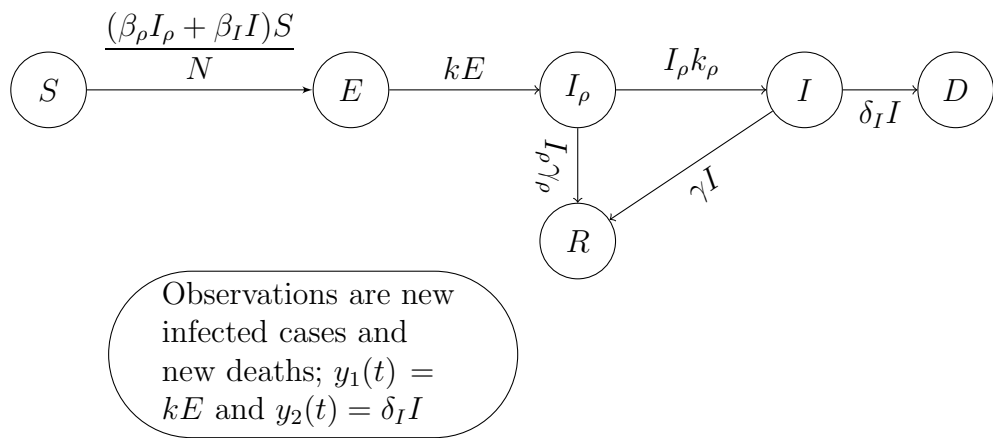 (β_ρ I_ρ + β_I I)S
N
S
E
I_ρ
I
D
kE
I_ρ k_ρ
δ_I I
I_ρ γ_ρ
γI
R
Observations are new
infected cases and
new deaths; y_1(t) =
kE and y_2(t) = δ_I I